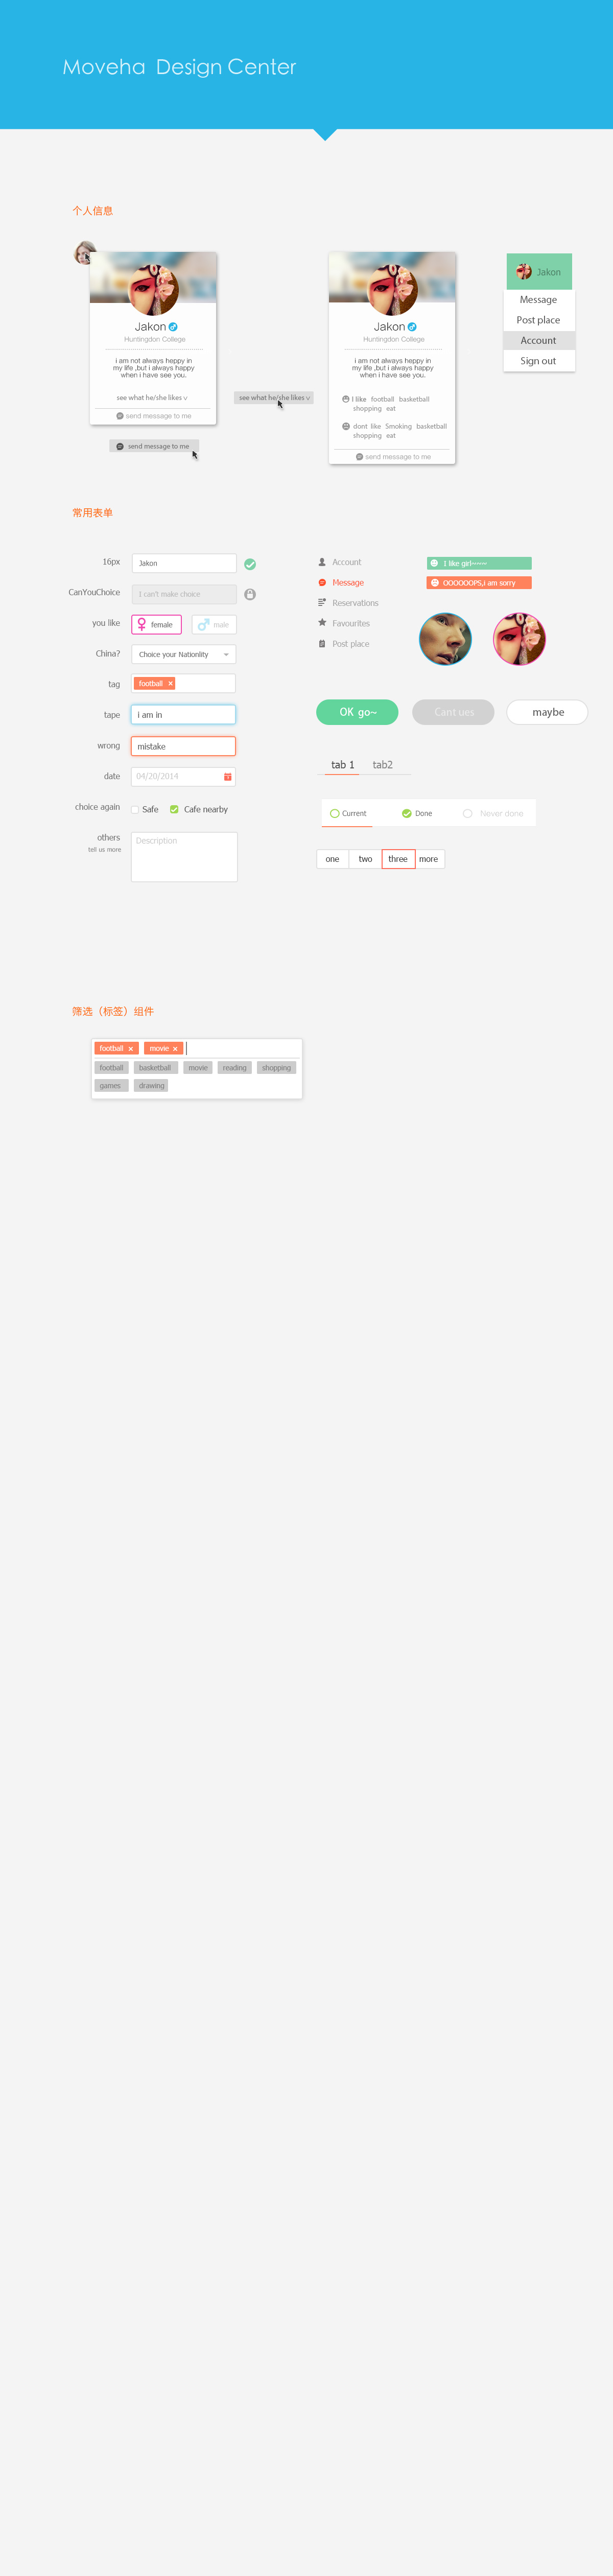 Moveha Design Center
个人信息
Jakon
Huntingdon College
i am not always heppy in
my life ,but i always happy
when i have see you.
see what he/she likes v
send message to me
send message to me
see what he/she likes v
Jakon
Huntingdon College
i am not always heppy in
my life ,but i always happy
when i have see you.
I like football basketball
shopping eat
dont like Smoking basketball
shopping eat
send message to me
Jakon
Message
Post place
Account
Sign out
常用表单
16px Jakon
CanYouChoice I can't make choice
you like female male
China? Choice your Nationlity
tag football ×
tape i am in
wrong mistake
date 04/20/2014
choice again Safe Cafe nearby
others Description
tell us more
Account
Message
Reservations
Favourites
Post place
I like girl~~~~
OOOOOOPS,i am sorry
OK go~ Cant ues maybe
tab 1 tab2
Current Done Never done
one two three more
筛选（标签）组件
football × movie ×
football basketball movie reading shopping
games drawing